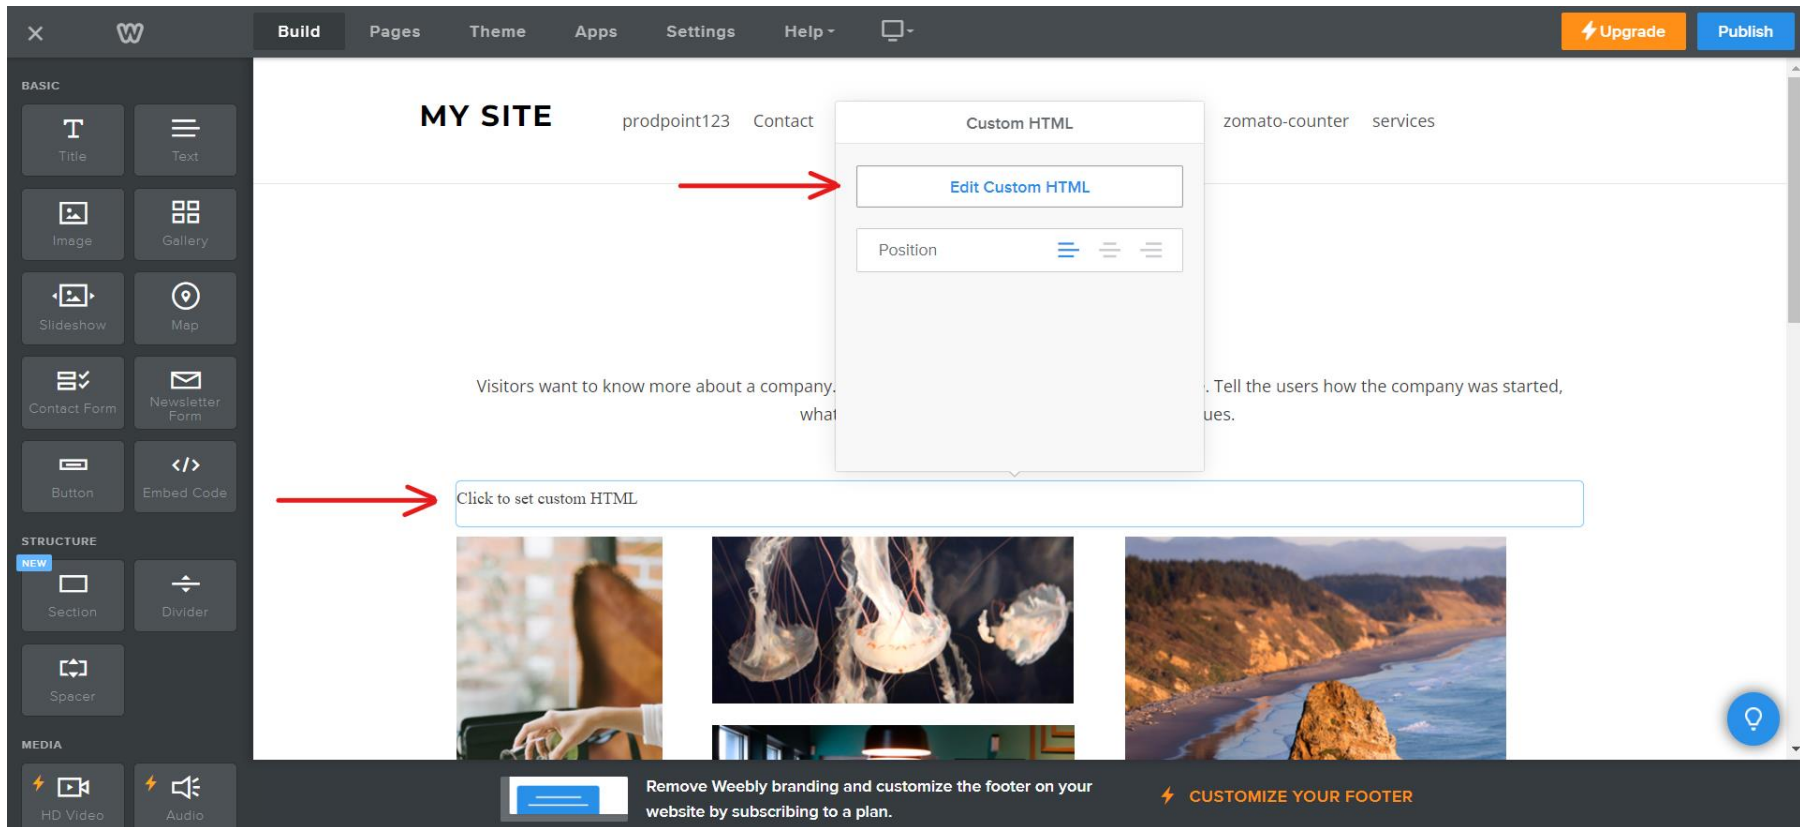 Build Pages Theme Apps Settings Help Upgrade Publish
BASIC
Title Text
Image Gallery
Slideshow Map
Contact Form Newsletter Form
Button Embed Code
STRUCTURE
NEW
Section Divider
Spacer
MEDIA
HD Video Audio
MY SITE prodpoint123 Contact zomato-counter services
Custom HTML
Edit Custom HTML
Position
Visitors want to know more about a company. . Tell the users how the company was started,
what ues.
Click to set custom HTML
Remove Weebly branding and customize the footer on your
website by subscribing to a plan.
CUSTOMIZE YOUR FOOTER